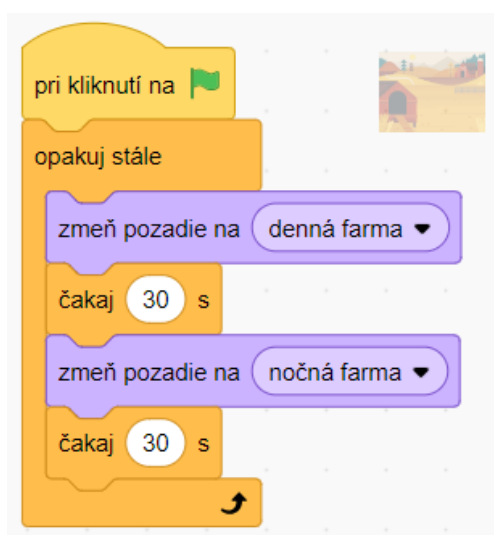 pri kliknutí na
opakuj stále
zmeň pozadie na denná farma
čakaj 30 s
zmeň pozadie na nočná farma
čakaj 30 s